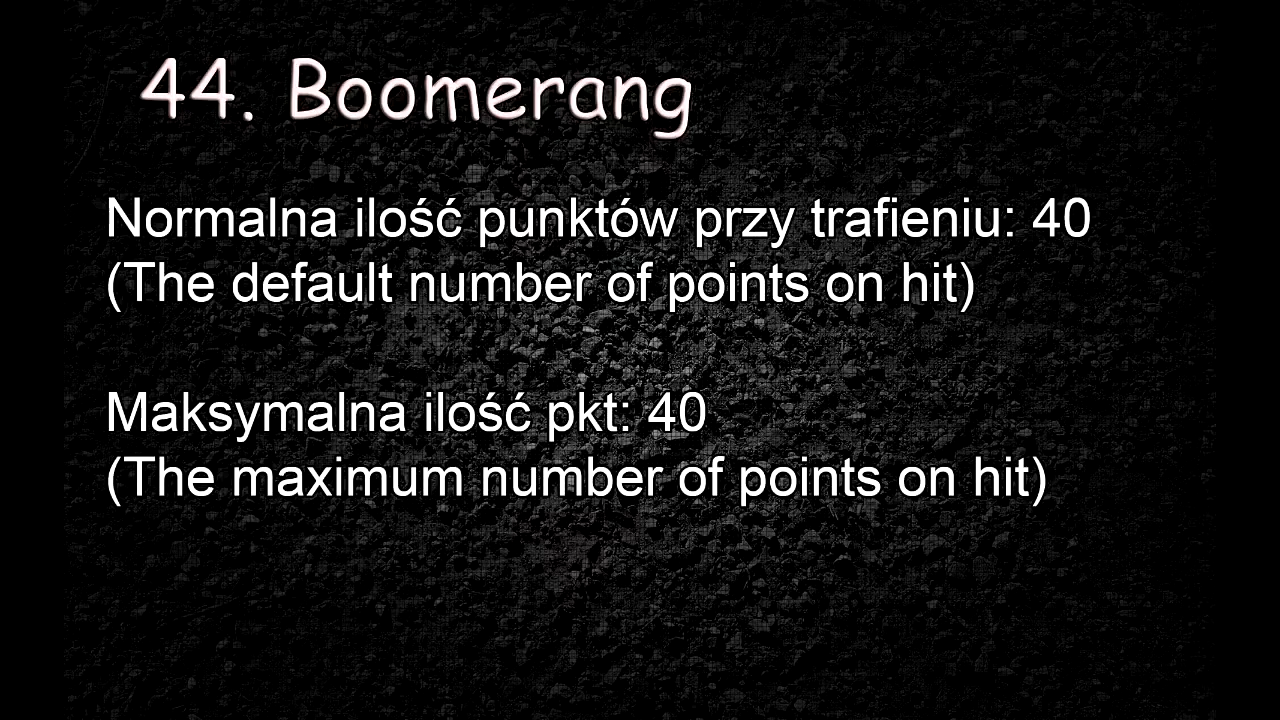 44. Boomerang
Normalna ilość punktów przy trafieniu: 40
(The default number of points on hit)
Maksymalna ilość pkt: 40
(The maximum number of points on hit)